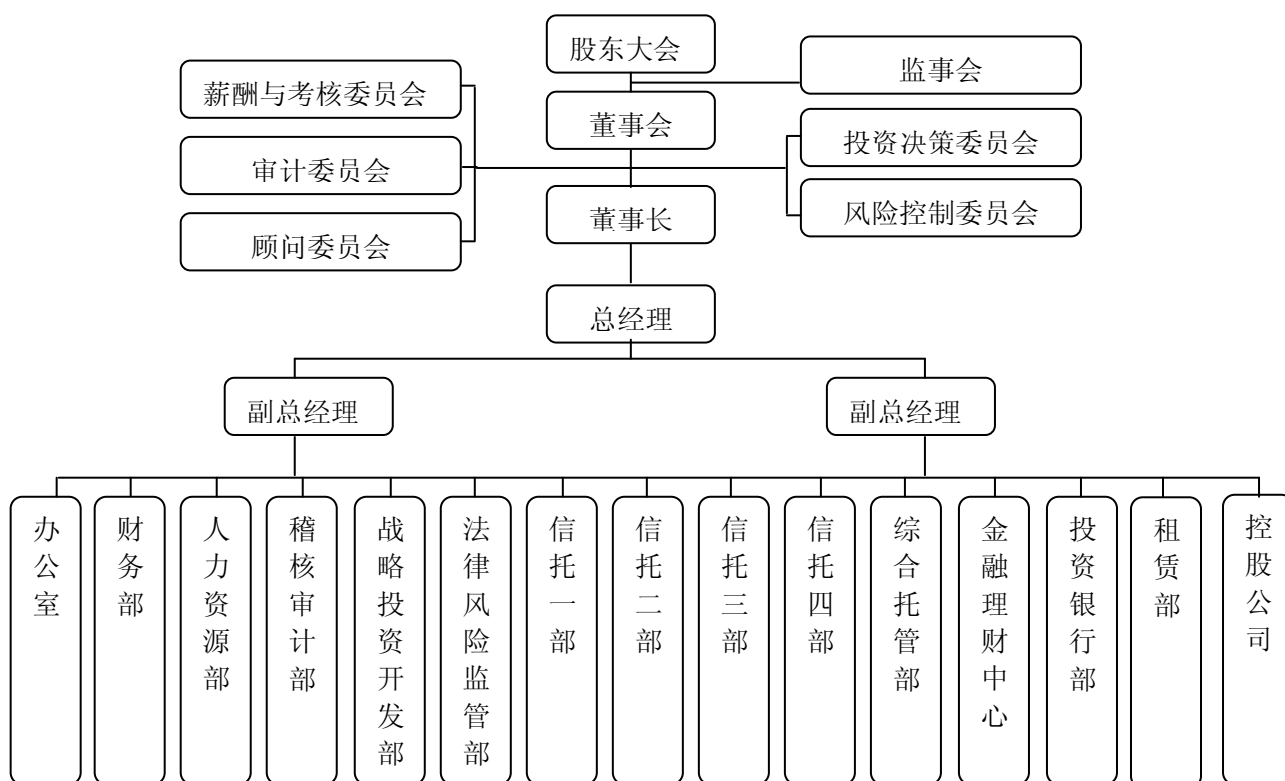 股东大会
监事会
薪酬与考核委员会
董事会
投资决策委员会
审计委员会
董事长
风险控制委员会
顾问委员会
总经理
副总经理
副总经理
办公室
财务部
人力资源部
稽核审计部
战略投资开发部
法律风险监管部
信托一部
信托二部
信托三部
信托四部
综合托管部
金融理财中心
投资银行部
租赁部
控股公司